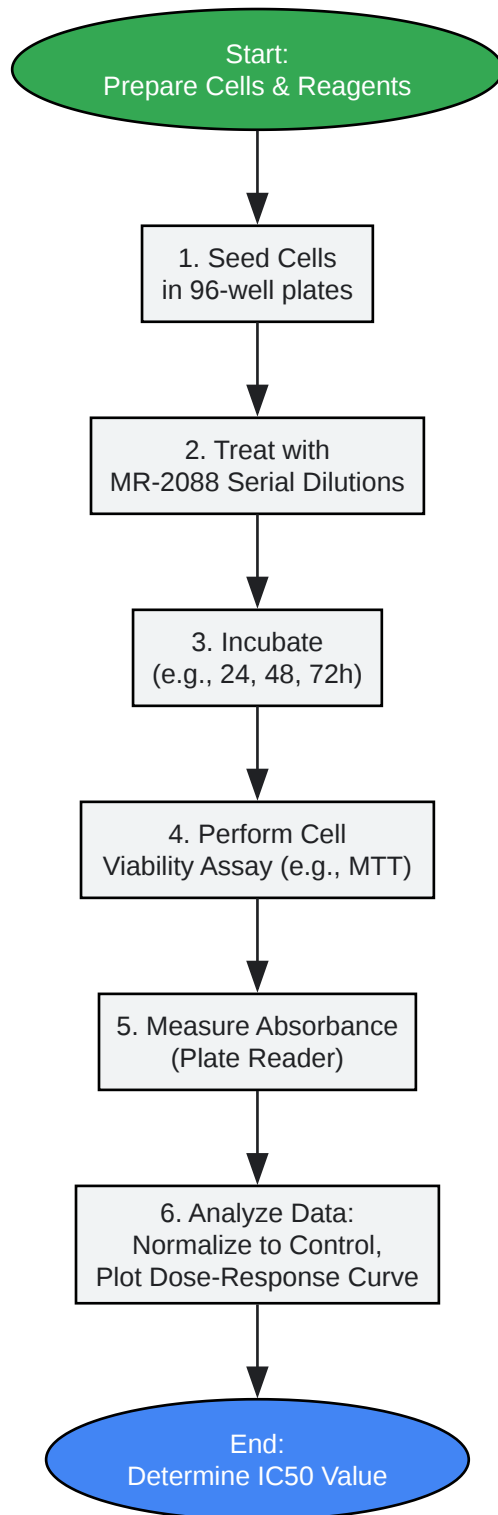 Start:
Prepare Cells & Reagents
1. Seed Cells
in 96-well plates
2. Treat with
MR-2088 Serial Dilutions
3. Incubate
(e.g., 24, 48, 72h)
4. Perform Cell
Viability Assay (e.g., MTT)
5. Measure Absorbance
(Plate Reader)
6. Analyze Data:
Normalize to Control,
Plot Dose-Response Curve
End:
Determine IC50 Value